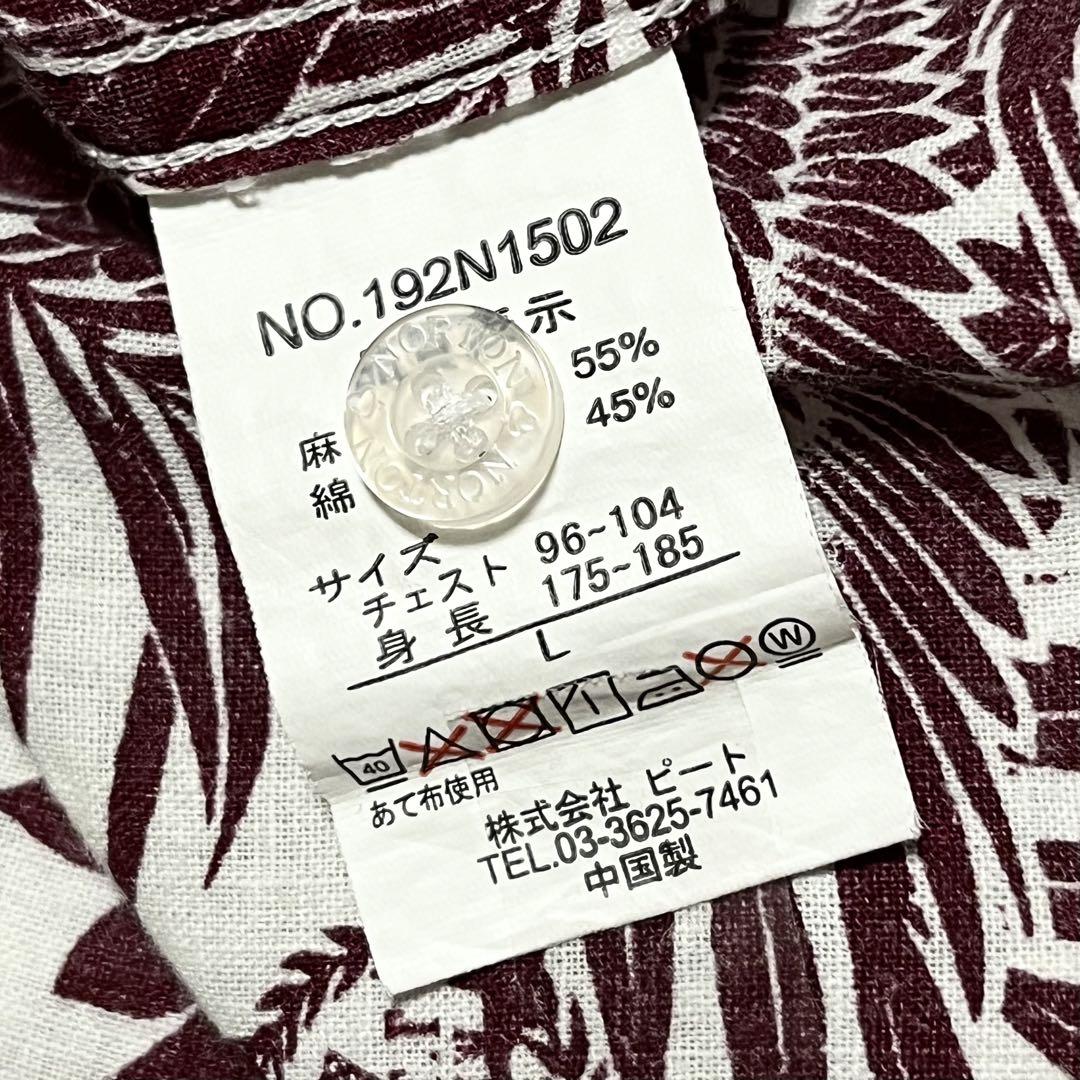 NO.192N1502
示
麻 55%
綿 45%
サイズ
チェスト 96~104
身長 175~185
L
40
W
あて布使用
株式会社 ピート
TEL.03-3625-7461
中国製